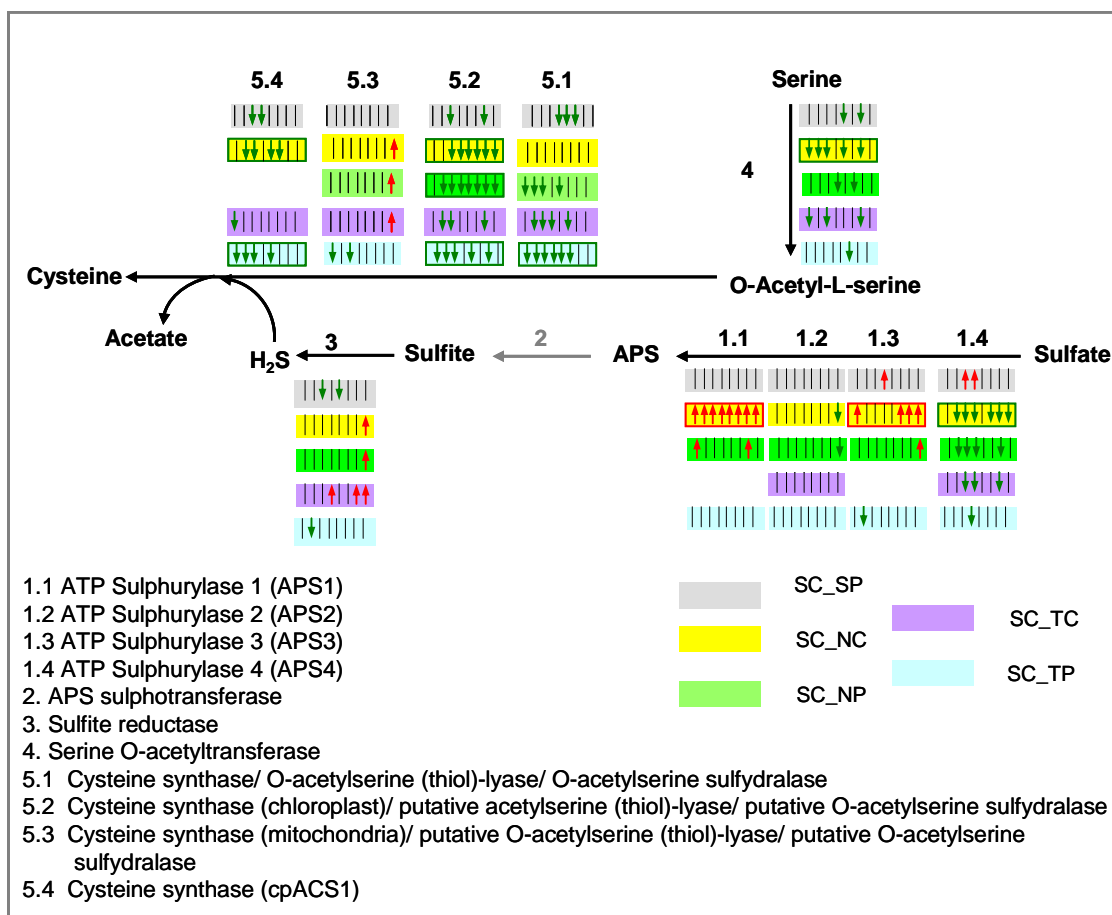 5.4 5.3 5.2 5.1 Serine
4
Cysteine
O-Acetyl-L-serine
Acetate
H2S
3
Sulfite
2
APS
1.1 1.2 1.3 1.4
Sulfate
1.1 ATP Sulphurylase 1 (APS1)
1.2 ATP Sulphurylase 2 (APS2)
1.3 ATP Sulphurylase 3 (APS3)
1.4 ATP Sulphurylase 4 (APS4)
2. APS sulphotransferase
3. Sulfite reductase
4. Serine O-acetyltransferase
5.1 Cysteine synthase/ O-acetylserine (thiol)-lyase/ O-acetylserine sulfydralase
5.2 Cysteine synthase (chloroplast)/ putative acetylserine (thiol)-lyase/ putative O-acetylserine sulfydralase
5.3 Cysteine synthase (mitochondria)/ putative O-acetylserine (thiol)-lyase/ putative O-acetylserine
sulfydralase
5.4 Cysteine synthase (cpACS1)
SC_SP
SC_NC
SC_NP
SC_TC
SC_TP